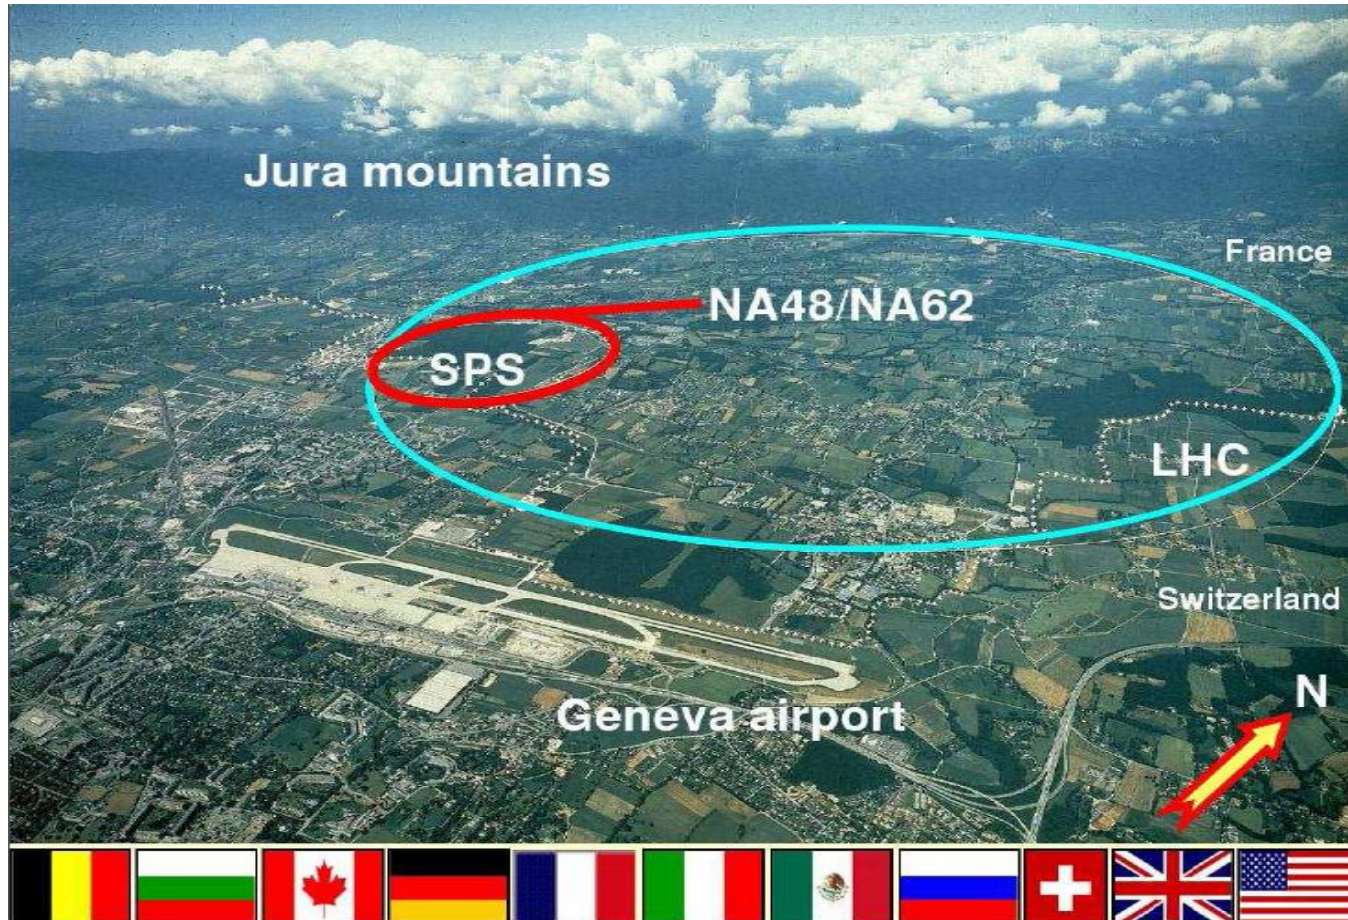 Jura mountains
France
NA48/NA62
SPS
LHC
Switzerland
N
Geneva airport